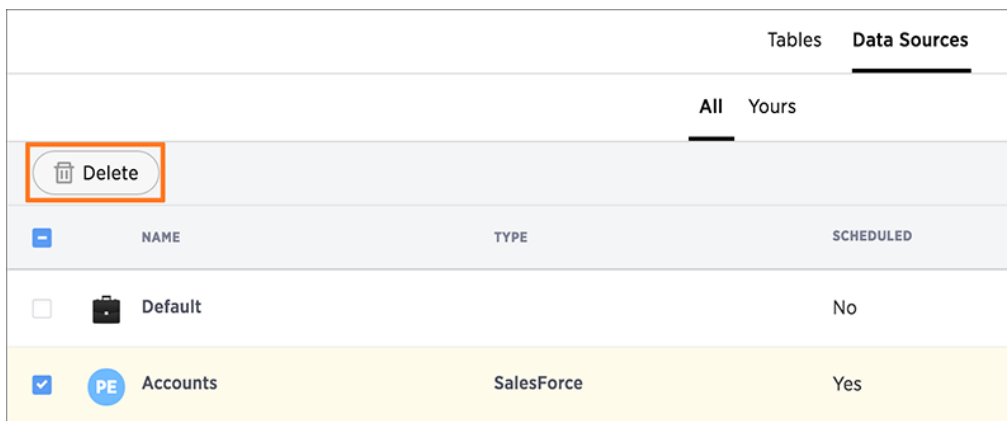 Tables Data Sources
All Yours
Delete
NAME TYPE SCHEDULED
Default No
PE Accounts SalesForce Yes